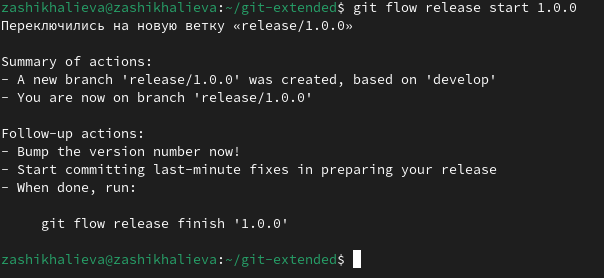 zashikhalieva@zashikhalieva:~/git-extended$ git flow release start 1.0.0
Переключились на новую ветку «release/1.0.0»
Summary of actions:
- A new branch 'release/1.0.0' was created, based on 'develop'
- You are now on branch 'release/1.0.0'
Follow-up actions:
- Bump the version number now!
- Start committing last-minute fixes in preparing your release
- When done, run:
git flow release finish '1.0.0'
zashikhalieva@zashikhalieva:~/git-extended$